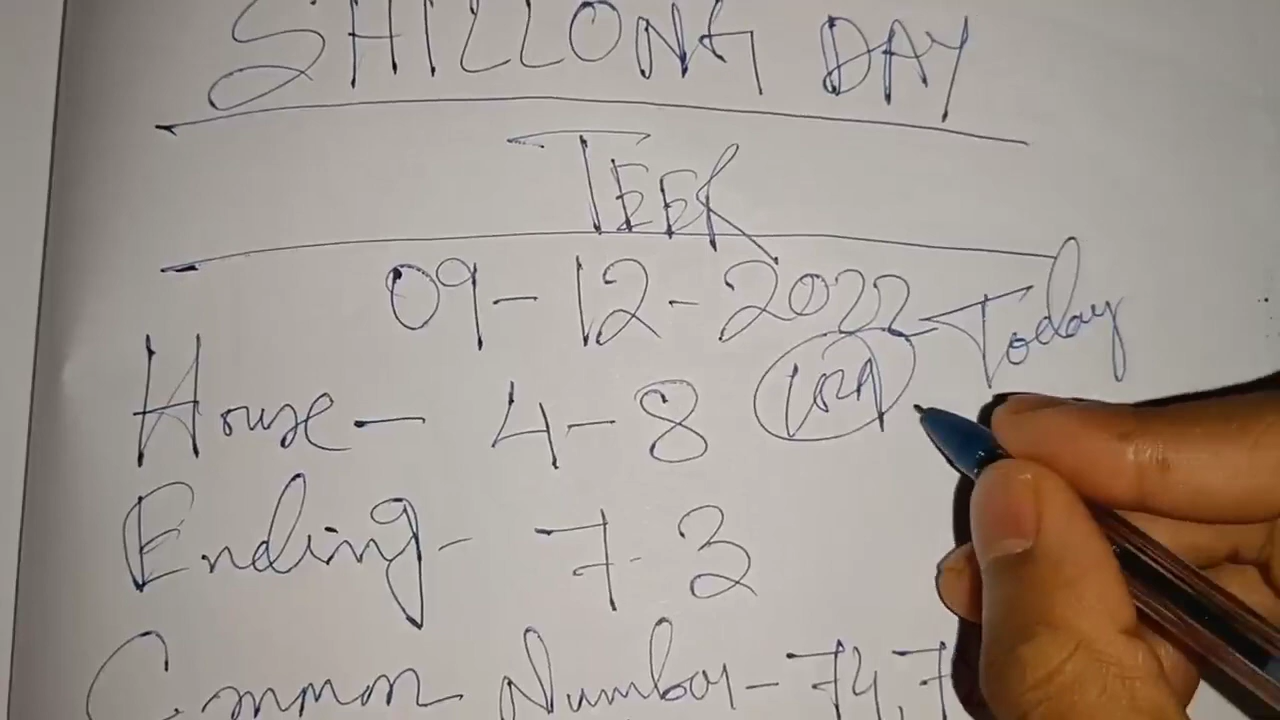 SHILLONG DAY
TEER
09-12-2022 - Today
House - 4-8
Ending - 7-3
Common Number - 74, 7